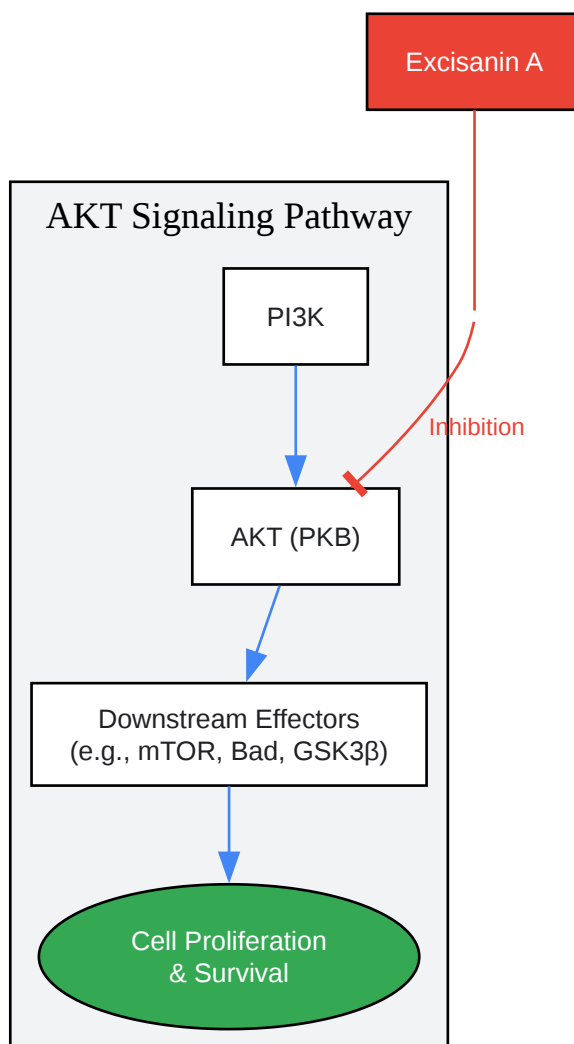 Excisanin A
AKT Signaling Pathway
PI3K
Inhibition
AKT (PKB)
Downstream Effectors
(e.g., mTOR, Bad, GSK3β)
Cell Proliferation
& Survival